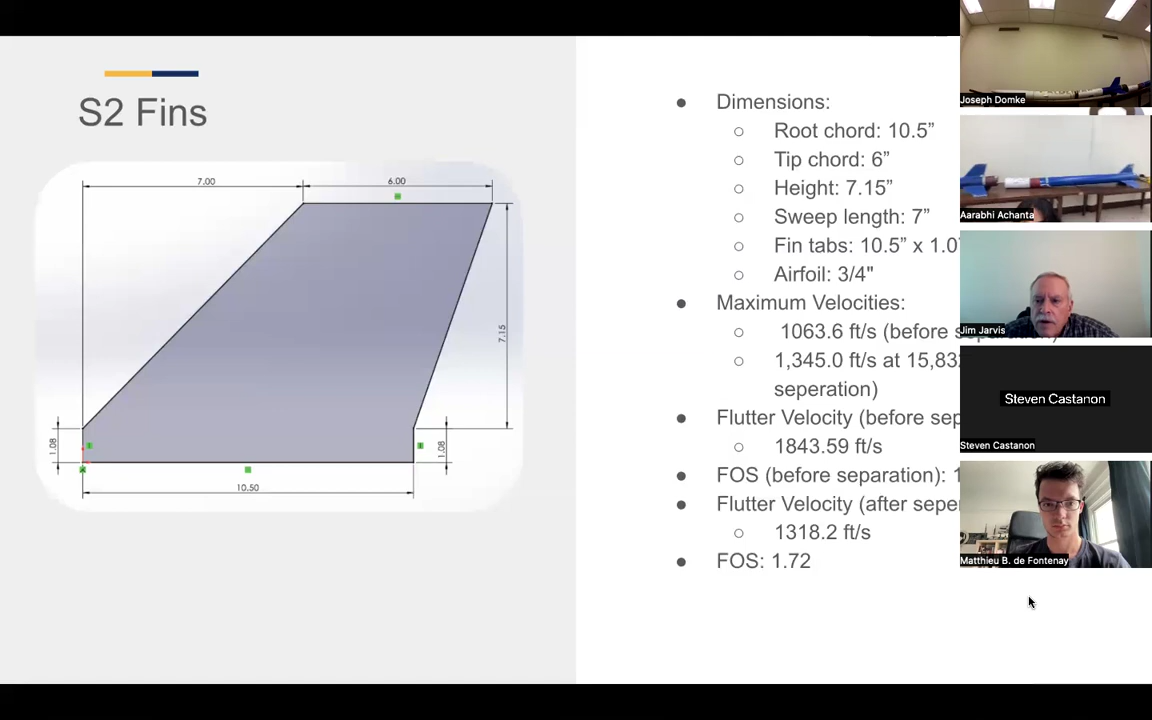 S2 Fins
7.00
6.00
7.15
1.08
1.08
10.50
● Dimensions:
○ Root chord: 10.5”
○ Tip chord: 6”
○ Height: 7.15”
○ Sweep length: 7”
○ Fin tabs: 10.5” x 1.07
○ Airfoil: 3/4"
● Maximum Velocities:
○ 1063.6 ft/s (before separation)
○ 1,345.0 ft/s at 15,832
seperation)
● Flutter Velocity (before sep
○ 1843.59 ft/s
● FOS (before separation): 1
● Flutter Velocity (after sepe
○ 1318.2 ft/s
● FOS: 1.72
Joseph Domke
Aarabhi Achanta
Jim Jarvis
Steven Castanon
Steven Castanon
Matthieu B. de Fontenay